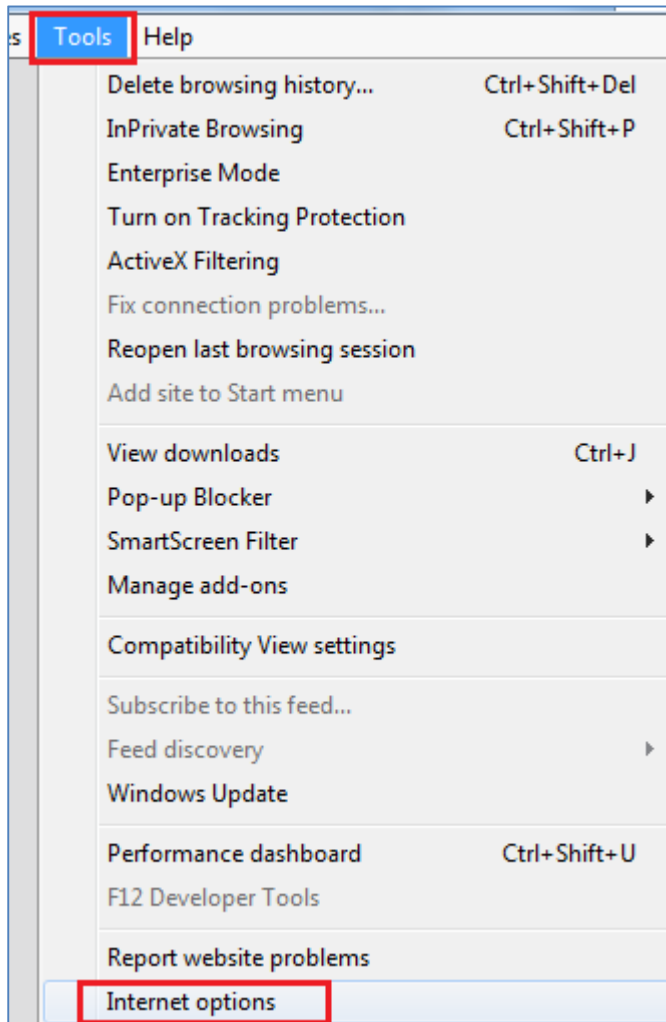 s Tools Help
Delete browsing history... Ctrl+Shift+Del
InPrivate Browsing Ctrl+Shift+P
Enterprise Mode
Turn on Tracking Protection
ActiveX Filtering
Fix connection problems...
Reopen last browsing session
Add site to Start menu
View downloads Ctrl+J
Pop-up Blocker
SmartScreen Filter
Manage add-ons
Compatibility View settings
Subscribe to this feed...
Feed discovery
Windows Update
Performance dashboard Ctrl+Shift+U
F12 Developer Tools
Report website problems
Internet options